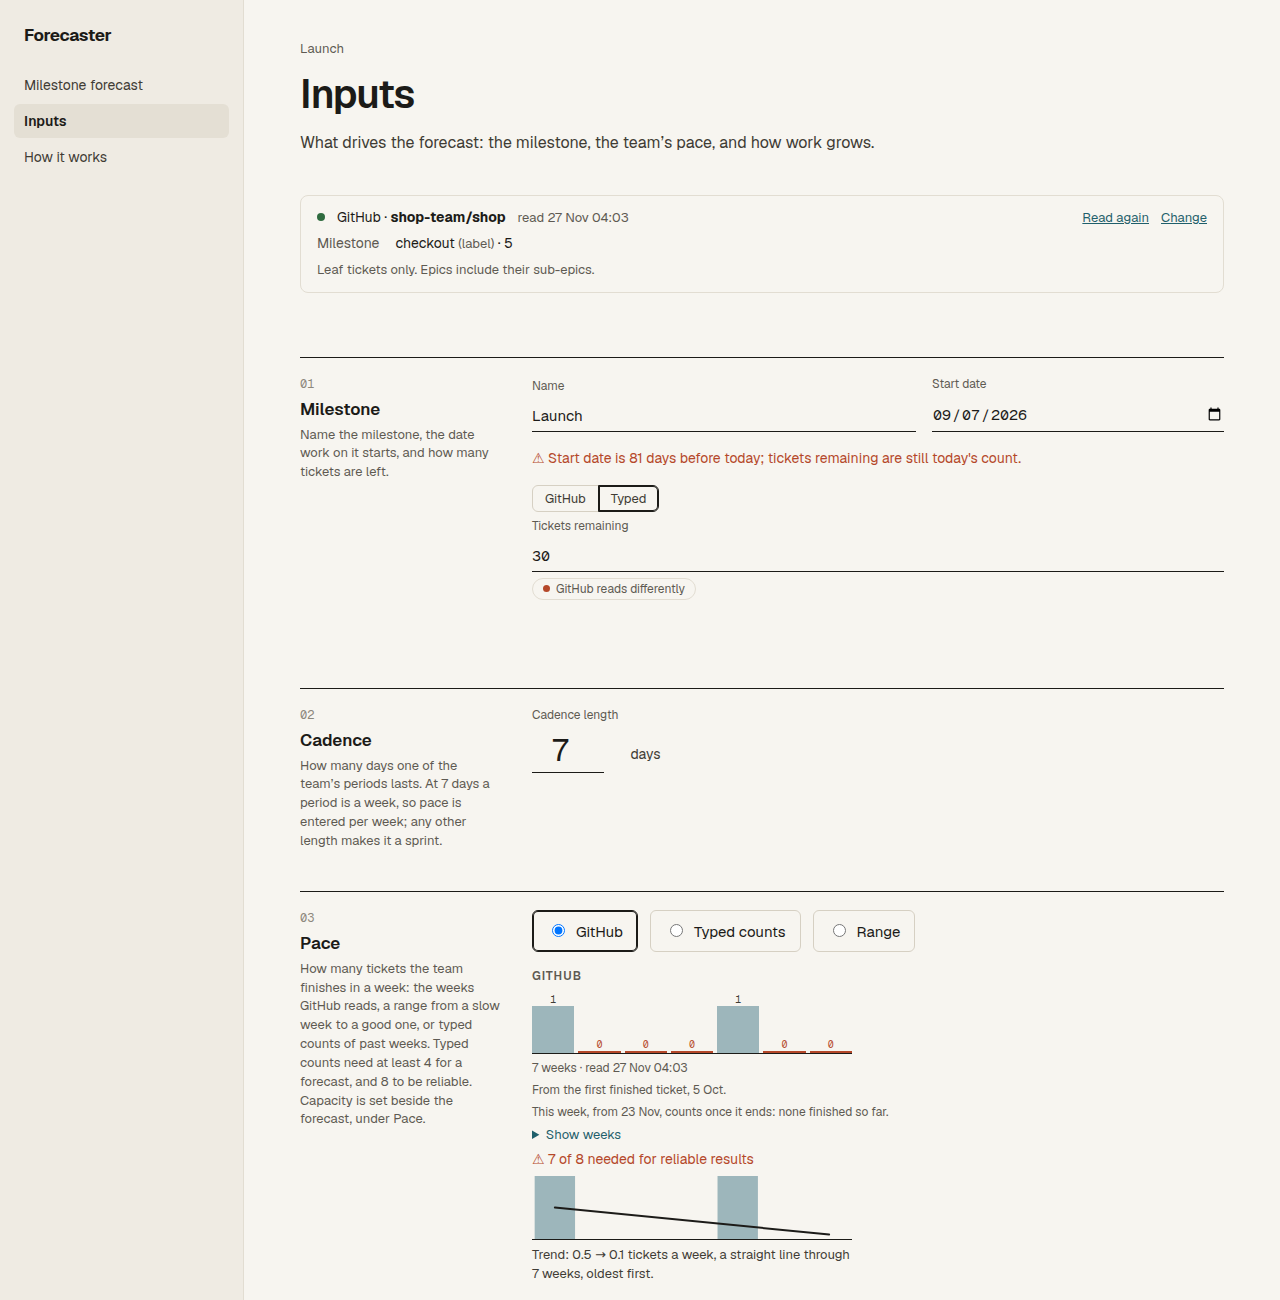 Forecaster
Milestone forecast
Inputs
How it works
Launch
Inputs
What drives the forecast: the milestone, the team’s pace, and how work grows.
GitHub · shop-team/shop read 27 Nov 04:03
Read again Change
Milestone checkout (label) · 5
Leaf tickets only. Epics include their sub-epics.
01
Milestone
Name the milestone, the date
work on it starts, and how many
tickets are left.
Name
Launch
Start date
09/07/2026
⚠ Start date is 81 days before today; tickets remaining are still today's count.
GitHub Typed
Tickets remaining
30
GitHub reads differently
02
Cadence
How many days one of the
team’s periods lasts. At 7 days a
period is a week, so pace is
entered per week; any other
length makes it a sprint.
Cadence length
7 days
03
Pace
How many tickets the team
finishes in a week: the weeks
GitHub reads, a range from a slow
week to a good one, or typed
counts of past weeks. Typed
counts need at least 4 for a
forecast, and 8 to be reliable.
Capacity is set beside the
forecast, under Pace.
GitHub Typed counts Range
GITHUB
1 0 0 0 1 0 0
7 weeks · read 27 Nov 04:03
From the first finished ticket, 5 Oct.
This week, from 23 Nov, counts once it ends: none finished so far.
Show weeks
⚠ 7 of 8 needed for reliable results
Trend: 0.5 → 0.1 tickets a week, a straight line through
7 weeks, oldest first.